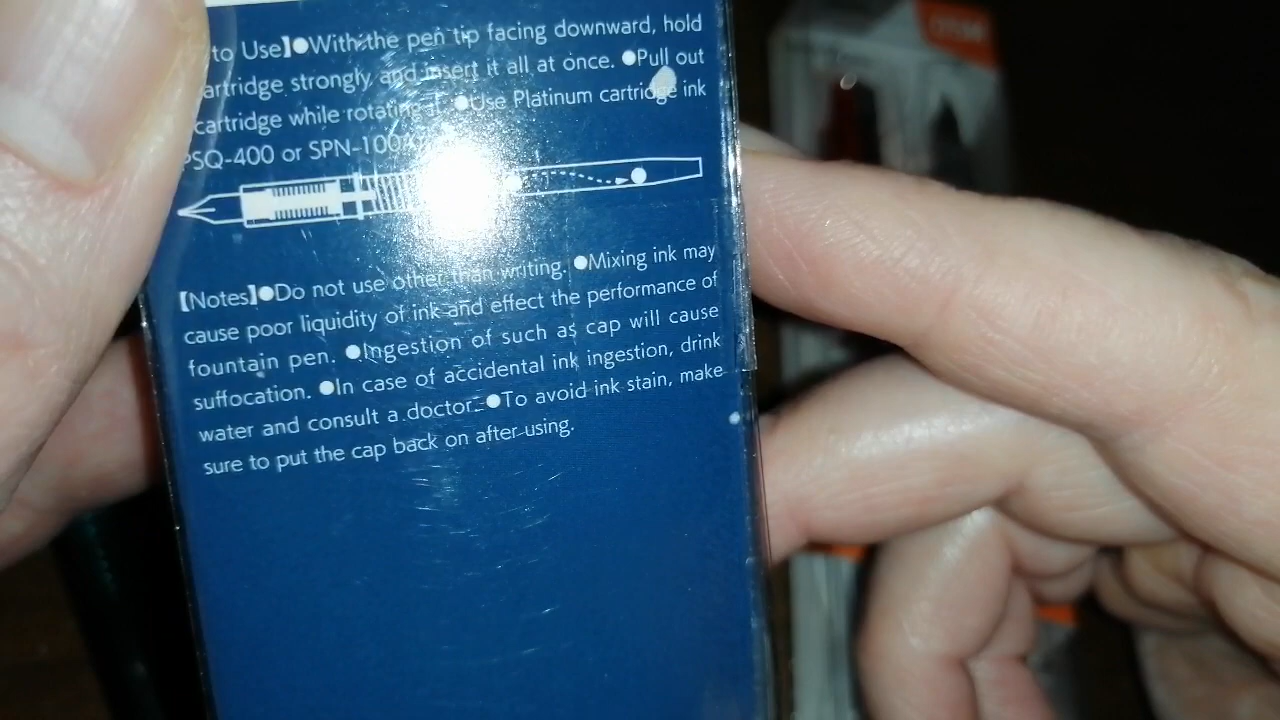 to Use】●With the pen tip facing downward, hold
artridge strongly and insert it all at once. ●Pull out
cartridge while rotating it. ●Use Platinum cartridge ink
PSQ-400 or SPN-100A
【Notes】●Do not use other than writing. ●Mixing ink may
cause poor liquidity of ink and effect the performance of
fountain pen. ●Ingestion of such as cap will cause
suffocation. ●In case of accidental ink ingestion, drink
water and consult a doctor. ●To avoid ink stain, make
sure to put the cap back on after using.